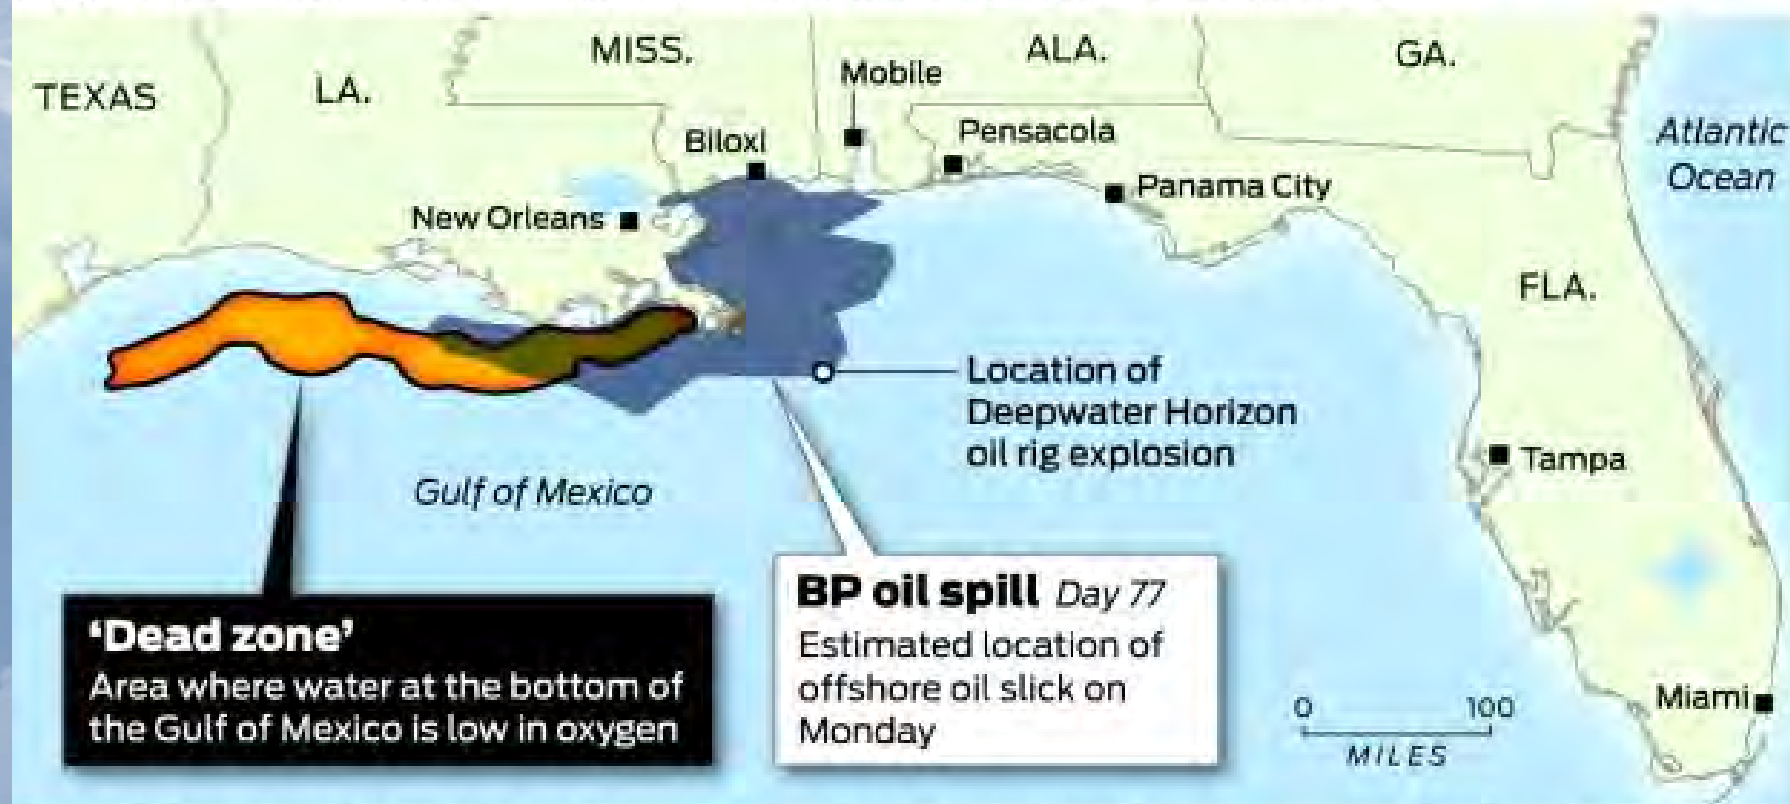 MISS.
ALA.
GA.
TEXAS
LA.
Mobile
Atlantic
Ocean
Biloxi
Pensacola
Panama City
New Orleans
FLA.
Location of
Deepwater Horizon
oil rig explosion
Tampa
Gulf of Mexico
'Dead zone'
Area where water at the bottom of
the Gulf of Mexico is low in oxygen
BP oil spill Day 77
Estimated location of
offshore oil slick on
Monday
Miami
0 100
MILES